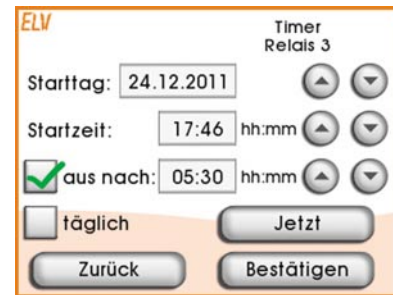 ELV
Timer
Relais 3
Starttag: 24.12.2011
Startzeit: 17:46 hh:mm
aus nach: 05:30 hh:mm
täglich Jetzt
Zurück Bestätigen